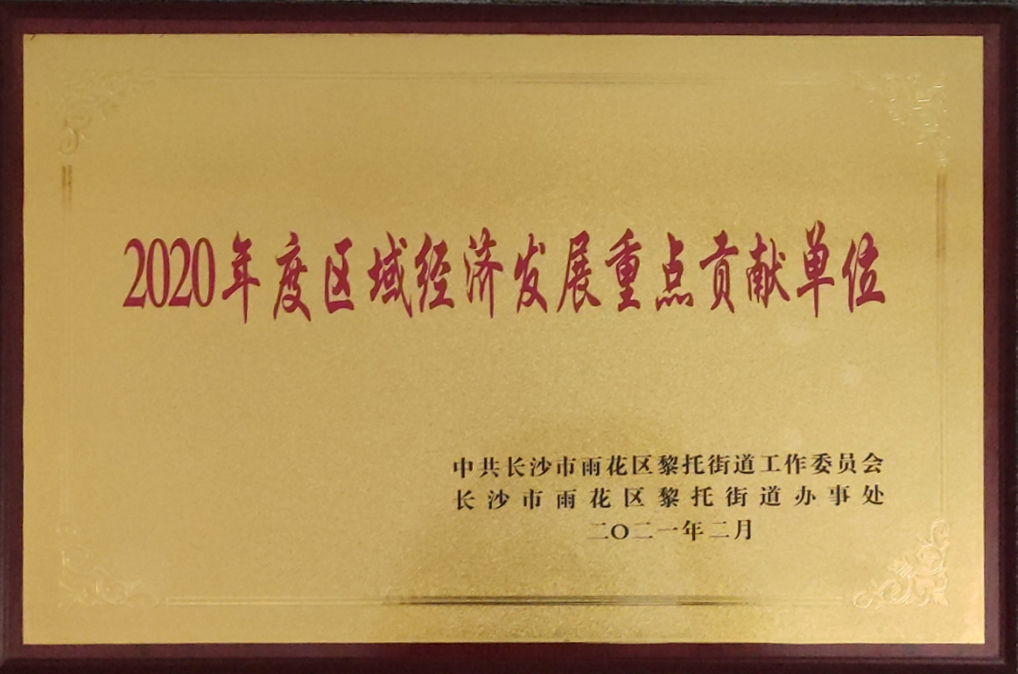 2020年度区域经济发展重点贡献单位
中共长沙市雨花区黎托街道工作委员会
长沙市雨花区黎托街道办事处
二〇二一年二月